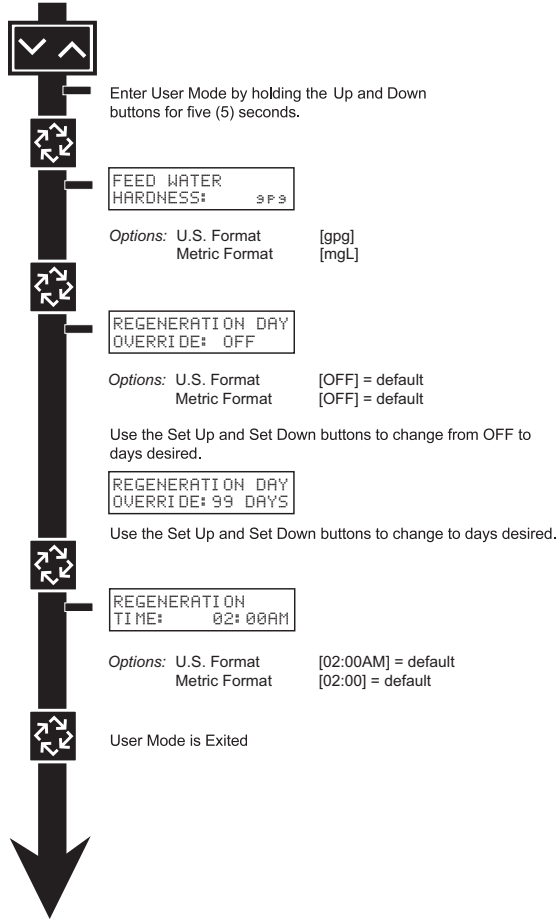 Enter User Mode by holding the Up and Down
buttons for five (5) seconds.
FEED WATER
HARDNESS: gpg
Options: U.S. Format [gpg]
Metric Format [mgL]
REGENERATION DAY
OVERRIDE: OFF
Options: U.S. Format [OFF] = default
Metric Format [OFF] = default
Use the Set Up and Set Down buttons to change from OFF to
days desired.
REGENERATION DAY
OVERRIDE:99 DAYS
Use the Set Up and Set Down buttons to change to days desired.
REGENERATION
TIME: 02:00AM
Options: U.S. Format [02:00AM] = default
Metric Format [02:00] = default
User Mode is Exited